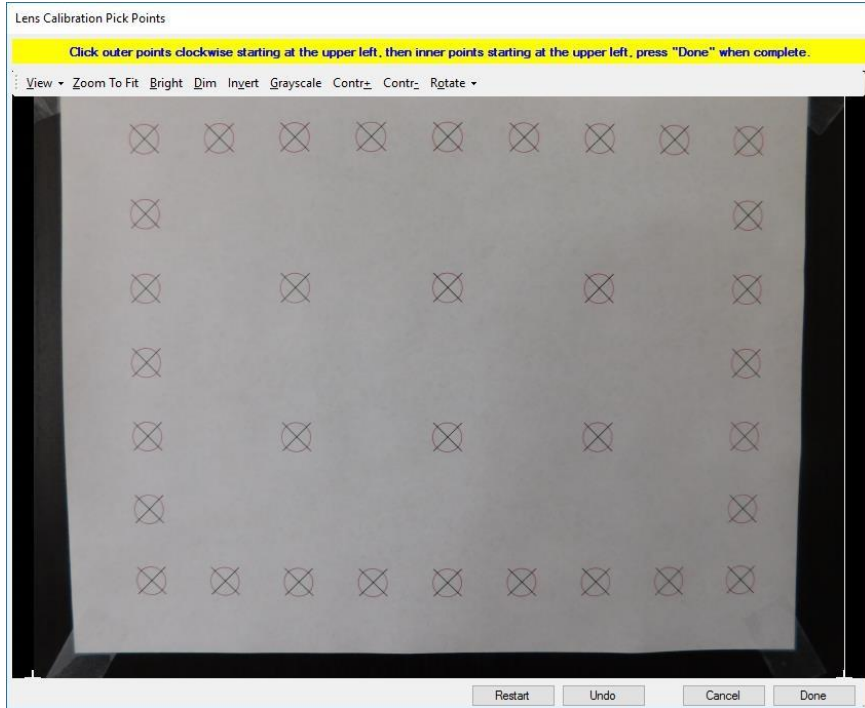 Lens Calibration Pick Points
Click outer points clockwise starting at the upper left, then inner points starting at the upper left, press "Done" when complete.
View Zoom To Fit Bright Dim Invert Grayscale Contr+ Contr- Rotate
Restart Undo Cancel Done